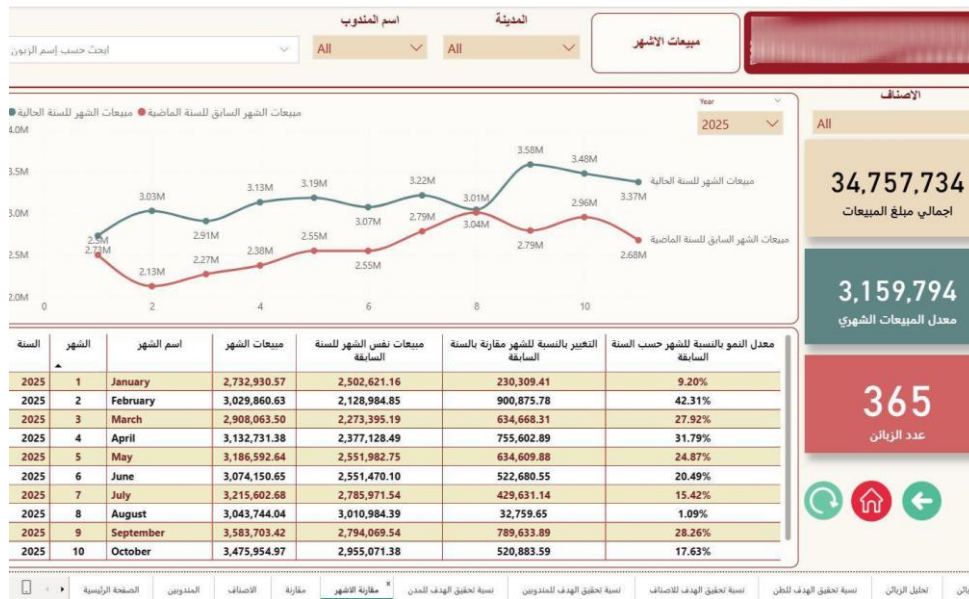 المدينة
اسم المندوب
مبيعات الاشهر
All
All
ابحث حسب إسم الزبون
الاصناف
All
Year
2025
مبيعات الشهر للسنة الحالية
مبيعات الشهر السابق للسنة الماضية
4.0M
3.5M
3.0M
2.5M
2.0M
0 2 4 6 8 10
2.73M 3.03M 2.91M 3.13M 3.19M 3.07M 3.22M 3.04M 3.58M 3.48M 3.37M
2.5M 2.13M 2.27M 2.38M 2.55M 2.55M 2.79M 3.01M 2.79M 2.96M 2.68M
مبيعات الشهر للسنة الحالية
مبيعات الشهر السابق للسنة الماضية
34,757,734
اجمالي مبلغ المبيعات
3,159,794
معدل المبيعات الشهري
365
عدد الزبائن
السنة الشهر اسم الشهر مبيعات الشهر مبيعات نفس الشهر للسنة السابقة التغيير بالنسبة للشهر مقارنة بالسنة السابقة معدل النمو بالنسبة للشهر حسب السنة السابقة
2025 1 January 2,732,930.57 2,502,621.16 230,309.41 9.20%
2025 2 February 3,029,860.63 2,128,984.85 900,875.78 42.31%
2025 3 March 2,908,063.50 2,273,395.19 634,668.31 27.92%
2025 4 April 3,132,731.38 2,377,128.49 755,602.89 31.79%
2025 5 May 3,186,592.64 2,551,982.75 634,609.88 24.87%
2025 6 June 3,074,150.65 2,551,470.10 522,680.55 20.49%
2025 7 July 3,215,602.68 2,785,971.54 429,631.14 15.42%
2025 8 August 3,043,744.04 3,010,984.39 32,759.65 1.09%
2025 9 September 3,583,703.42 2,794,069.54 789,633.89 28.26%
2025 10 October 3,475,954.97 2,955,071.38 520,883.59 17.63%
الصفحة الرئيسية
المندوبين
الاصناف
مقارنة
مقارنة الاشهر
نسبة تحقيق الهدف للمدن
نسبة تحقيق الهدف للمندوبين
نسبة تحقيق الهدف للاصناف
نسبة تحقيق الهدف للطن
تحليل الزبائن